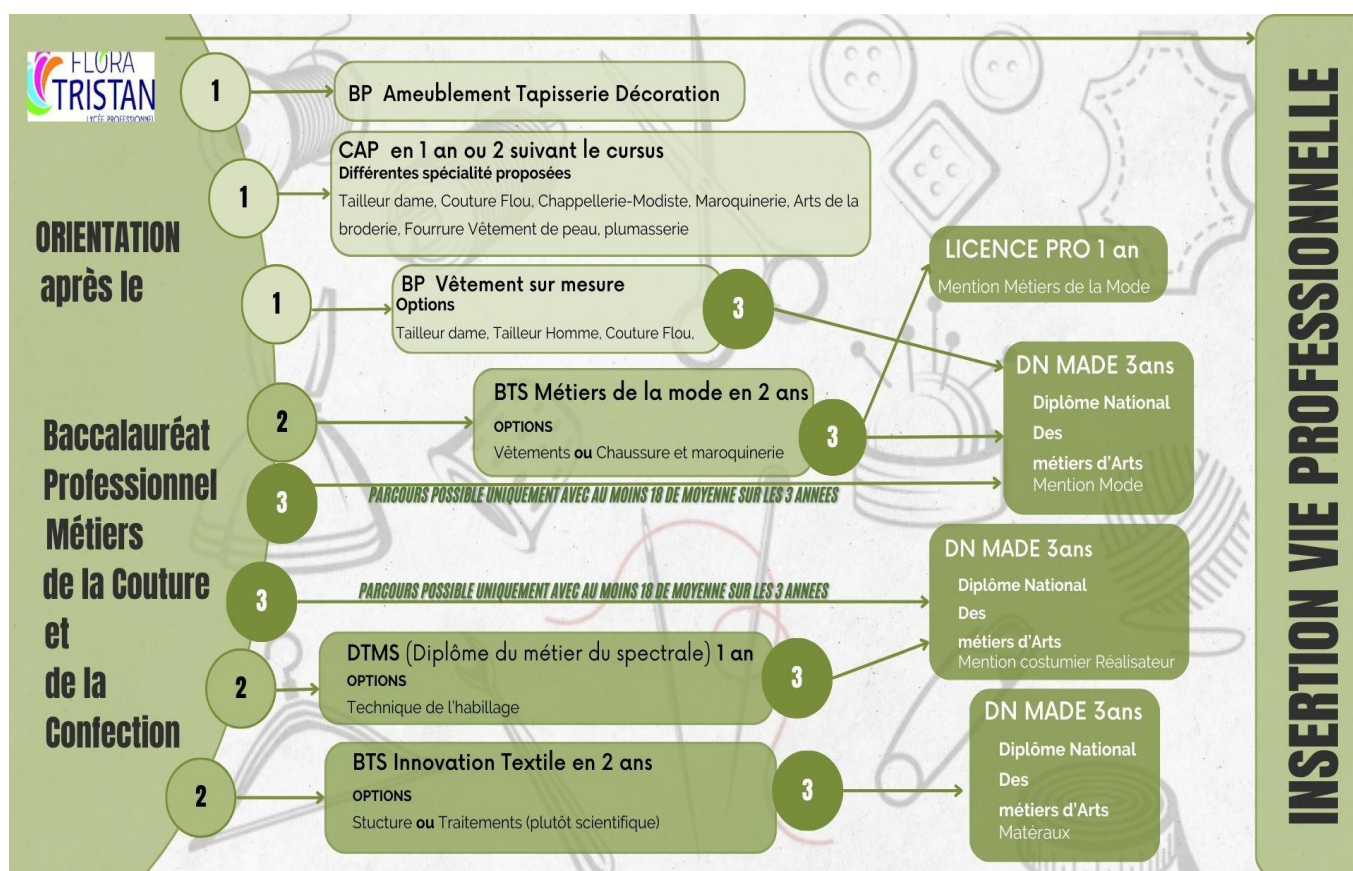 FLORA
TRISTAN
LYCÉE PROFESSIONNEL
ORIENTATION
après le
Baccalauréat
Professionnel
Métiers
de la Couture
et
de la
Confection
1
BP Ameublement Tapisserie Décoration
1
CAP en 1 an ou 2 suivant le cursus
Différentes spécialité proposées
Tailleur dame, Couture Flou, Chappellerie-Modiste, Maroquinerie, Arts de la
broderie, Fourrure Vêtement de peau, plumasserie
1
BP Vêtement sur mesure
Options
Tailleur dame, Tailleur Homme, Couture Flou,
3
LICENCE PRO 1 an
Mention Métiers de la Mode
2
BTS Métiers de la mode en 2 ans
OPTIONS
Vêtements ou Chaussure et maroquinerie
3
DN MADE 3ans
Diplôme National
Des
métiers d'Arts
Mention Mode
3
PARCOURS POSSIBLE UNIQUEMENT AVEC AU MOINS 18 DE MOYENNE SUR LES 3 ANNEES
3
PARCOURS POSSIBLE UNIQUEMENT AVEC AU MOINS 18 DE MOYENNE SUR LES 3 ANNEES
DN MADE 3ans
Diplôme National
Des
métiers d'Arts
Mention costumier Réalisateur
2
DTMS (Diplôme du métier du spectrale) 1 an
OPTIONS
Technique de l'habillage
3
2
BTS Innovation Textile en 2 ans
OPTIONS
Stucture ou Traitements (plutôt scientifique)
3
DN MADE 3ans
Diplôme National
Des
métiers d'Arts
Matéraux
INSERTION VIE PROFESSIONNELLE